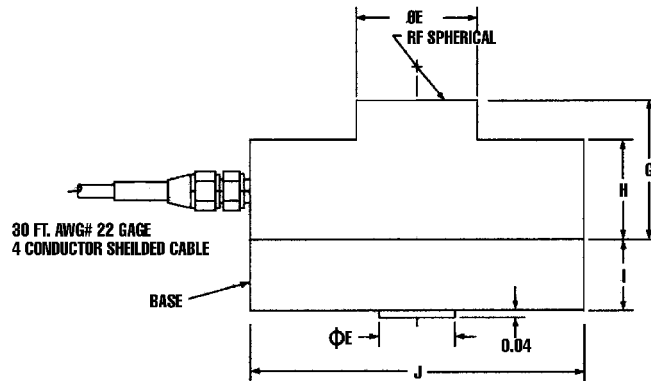 ØE
RF SPHERICAL
G
H
30 FT. AWG# 22 GAGE
4 CONDUCTOR SHEILDED CABLE
I
BASE
ΦE
0.04
J